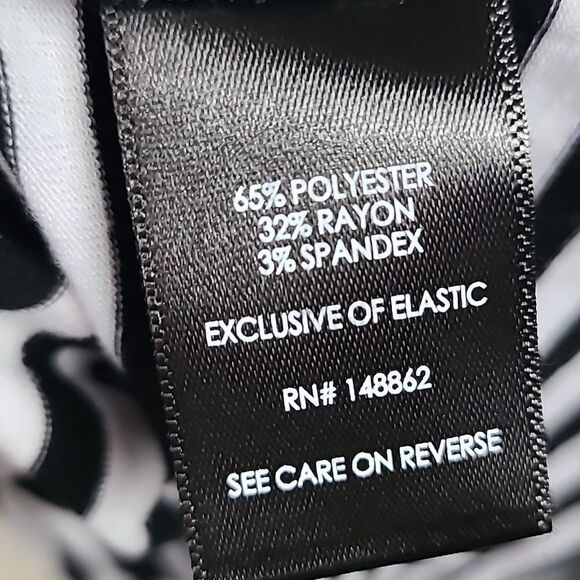 65% POLYESTER
32% RAYON
3% SPANDEX
EXCLUSIVE OF ELASTIC
RN# 148862
SEE CARE ON REVERSE